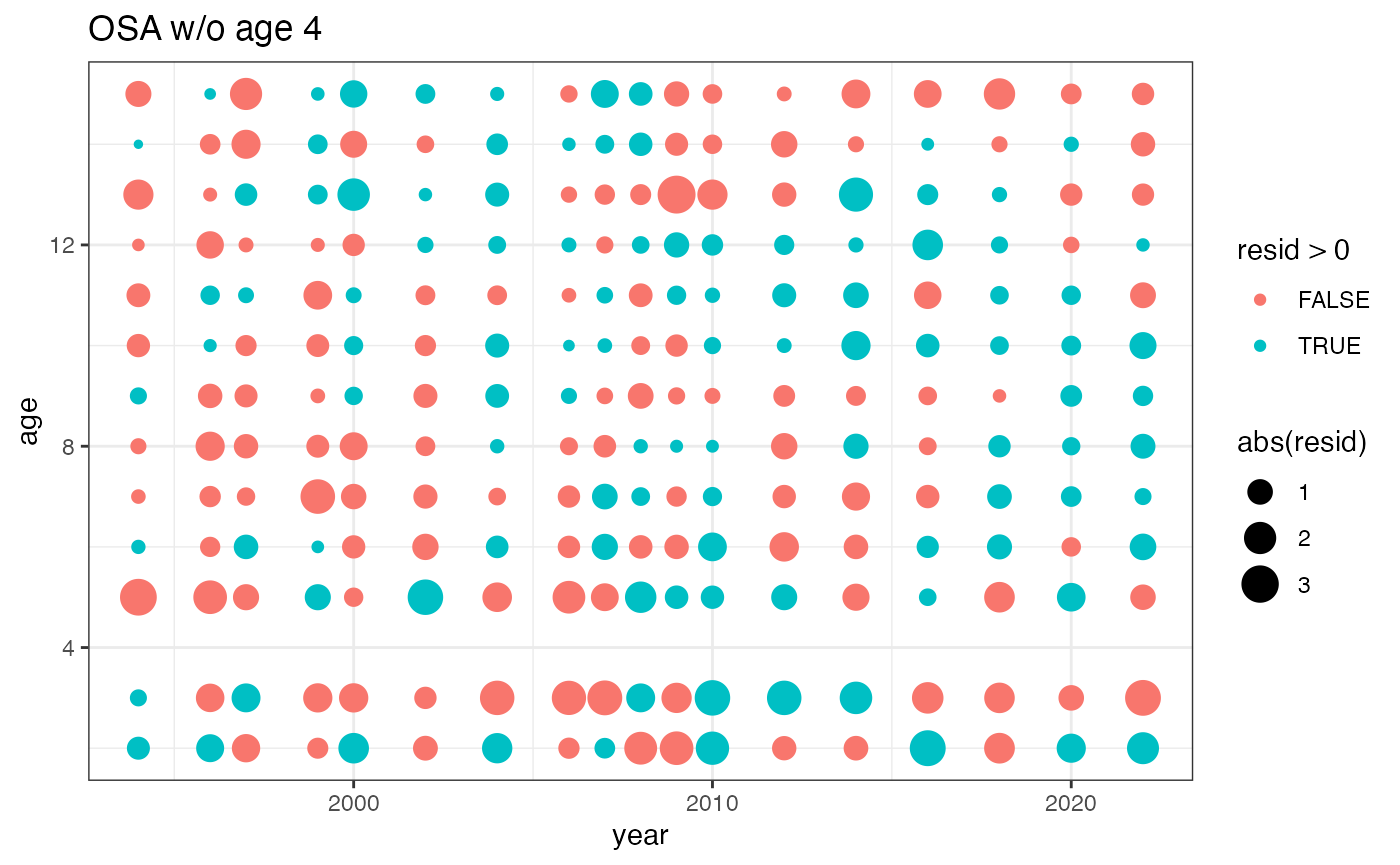 OSA w/o age 4
12
8
4
age
2000
2010
2020
year
resid > 0
FALSE
TRUE
abs(resid)
1
2
3